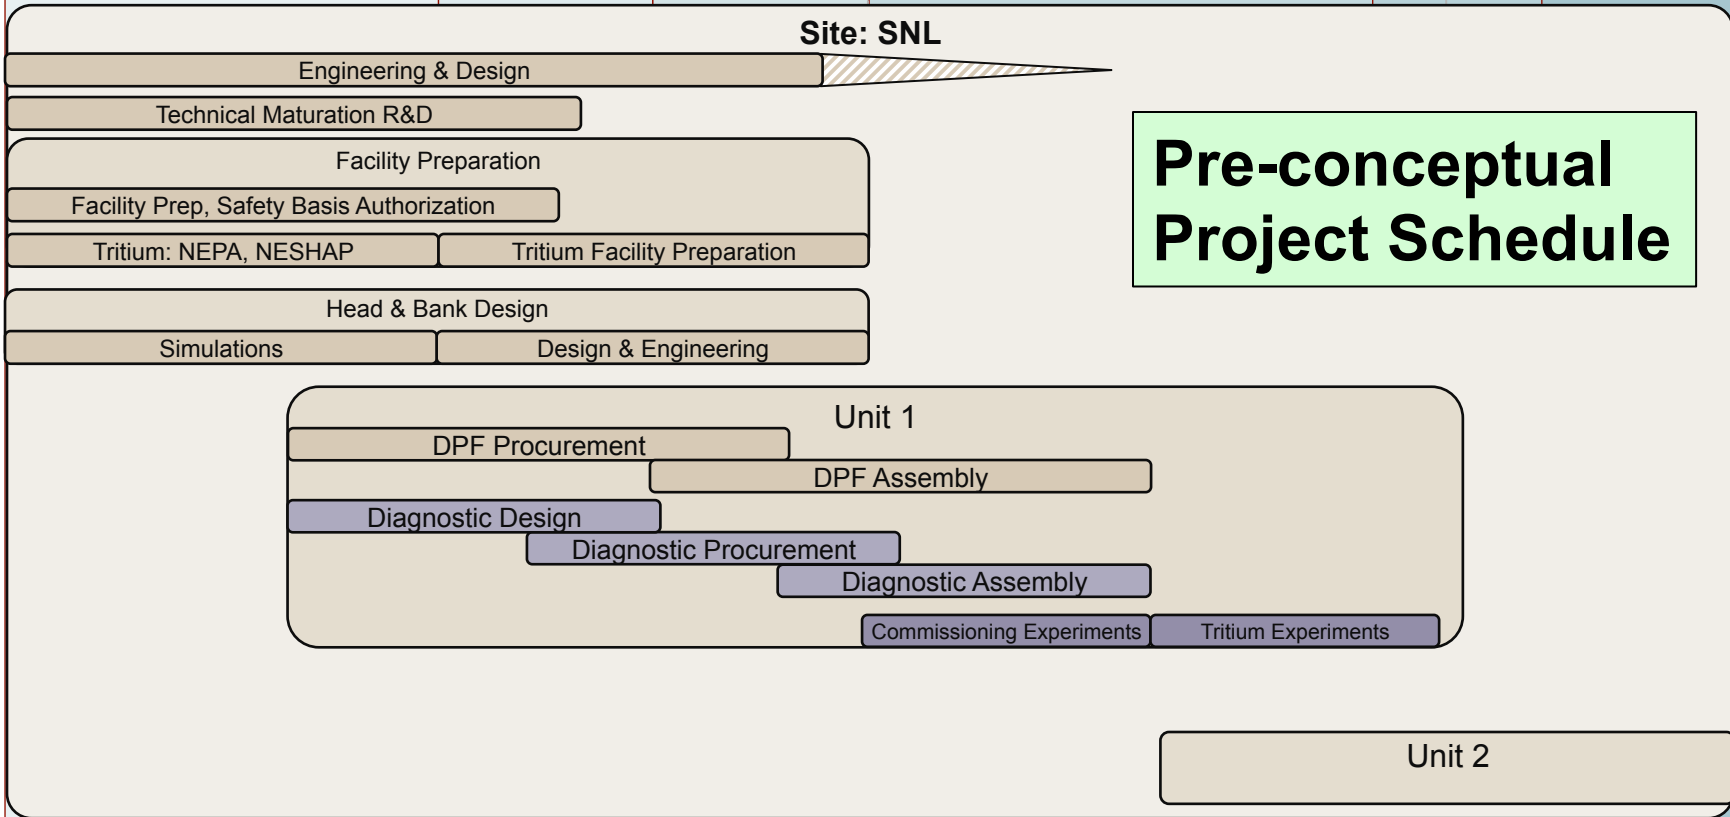 Site: SNL
Engineering & Design
Technical Maturation R&D
Pre-conceptual
Project Schedule
Facility Preparation
Facility Prep, Safety Basis Authorization
Tritium: NEPA, NESHAP
Tritium Facility Preparation
Head & Bank Design
Simulations
Design & Engineering
Unit 1
DPF Procurement
DPF Assembly
Diagnostic Design
Diagnostic Procurement
Diagnostic Assembly
Commissioning Experiments
Tritium Experiments
Unit 2